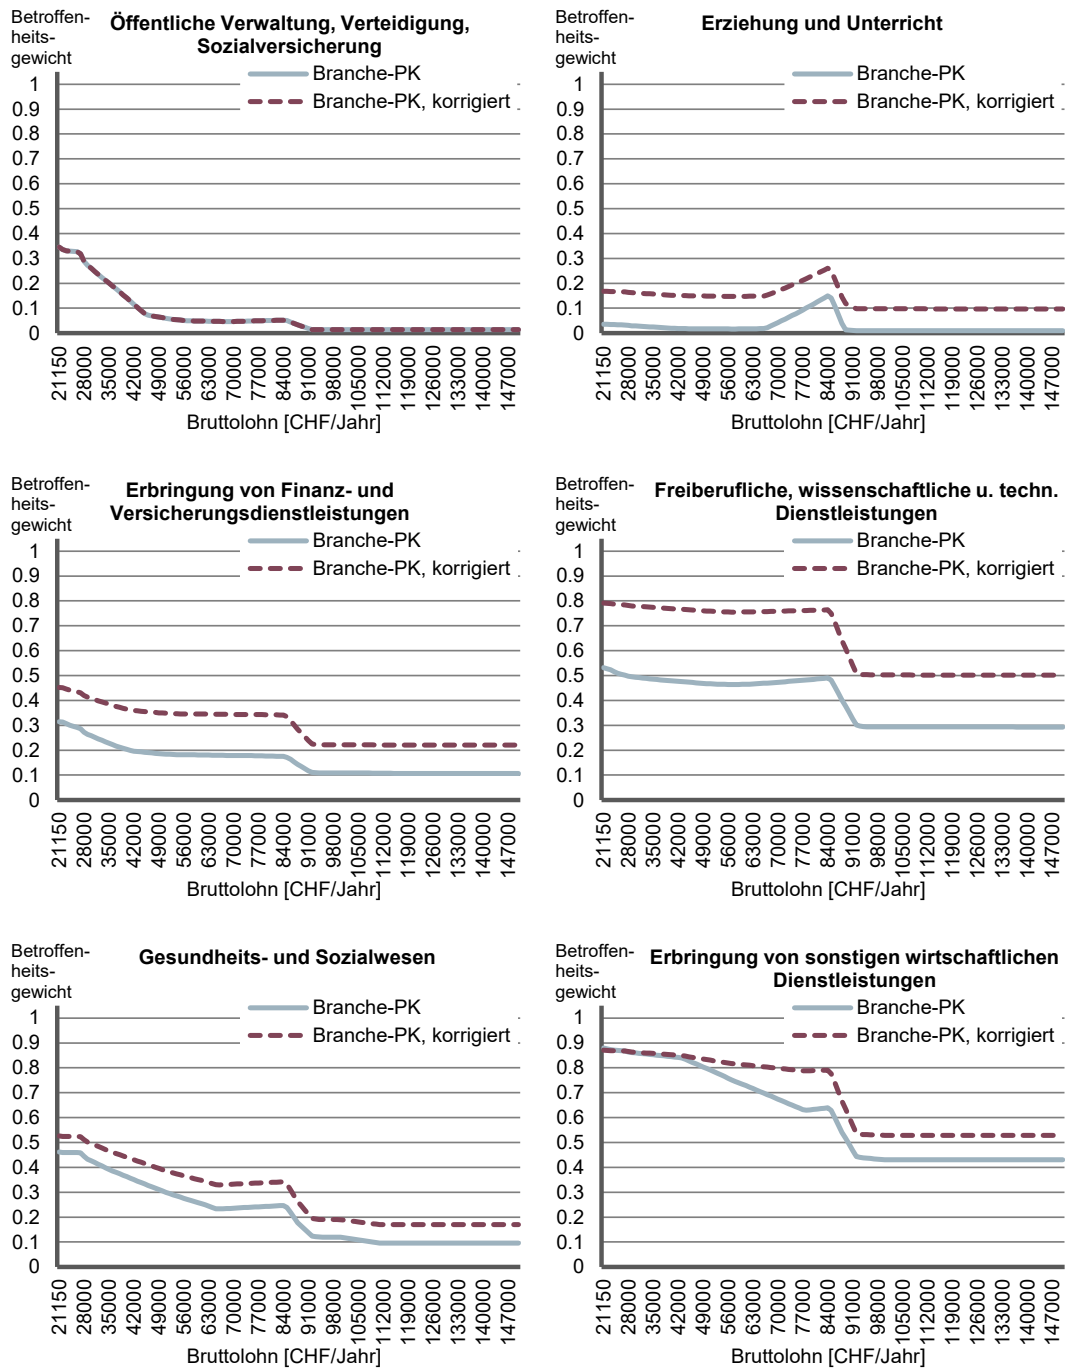 Betroffen-
heits-
gewicht
Öffentliche Verwaltung, Verteidigung,
Sozialversicherung
Branche-PK
Branche-PK, korrigiert
1
0.9
0.8
0.7
0.6
0.5
0.4
0.3
0.2
0.1
0
21150 28000 35000 42000 49000 56000 63000 70000 77000 84000 91000 98000 105000 112000 119000 126000 133000 140000 147000
Bruttolohn [CHF/Jahr]
Betroffen-
heits-
gewicht
Erziehung und Unterricht
Branche-PK
Branche-PK, korrigiert
1
0.9
0.8
0.7
0.6
0.5
0.4
0.3
0.2
0.1
0
21150 28000 35000 42000 49000 56000 63000 70000 77000 84000 91000 98000 105000 112000 119000 126000 133000 140000 147000
Bruttolohn [CHF/Jahr]
Betroffen-
heits-
gewicht
Erbringung von Finanz- und
Versicherungsdienstleistungen
Branche-PK
Branche-PK, korrigiert
1
0.9
0.8
0.7
0.6
0.5
0.4
0.3
0.2
0.1
0
21150 28000 35000 42000 49000 56000 63000 70000 77000 84000 91000 98000 105000 112000 119000 126000 133000 140000 147000
Bruttolohn [CHF/Jahr]
Betroffen-
heits-
gewicht
Freiberufliche, wissenschaftliche u. techn.
Dienstleistungen
Branche-PK
Branche-PK, korrigiert
1
0.9
0.8
0.7
0.6
0.5
0.4
0.3
0.2
0.1
0
21150 28000 35000 42000 49000 56000 63000 70000 77000 84000 91000 98000 105000 112000 119000 126000 133000 140000 147000
Bruttolohn [CHF/Jahr]
Betroffen-
heits-
gewicht
Gesundheits- und Sozialwesen
Branche-PK
Branche-PK, korrigiert
1
0.9
0.8
0.7
0.6
0.5
0.4
0.3
0.2
0.1
0
21150 28000 35000 42000 49000 56000 63000 70000 77000 84000 91000 98000 105000 112000 119000 126000 133000 140000 147000
Bruttolohn [CHF/Jahr]
Betroffen-
heits-
gewicht
Erbringung von sonstigen wirtschaftlichen
Dienstleistungen
Branche-PK
Branche-PK, korrigiert
1
0.9
0.8
0.7
0.6
0.5
0.4
0.3
0.2
0.1
0
21150 28000 35000 42000 49000 56000 63000 70000 77000 84000 91000 98000 105000 112000 119000 126000 133000 140000 147000
Bruttolohn [CHF/Jahr]